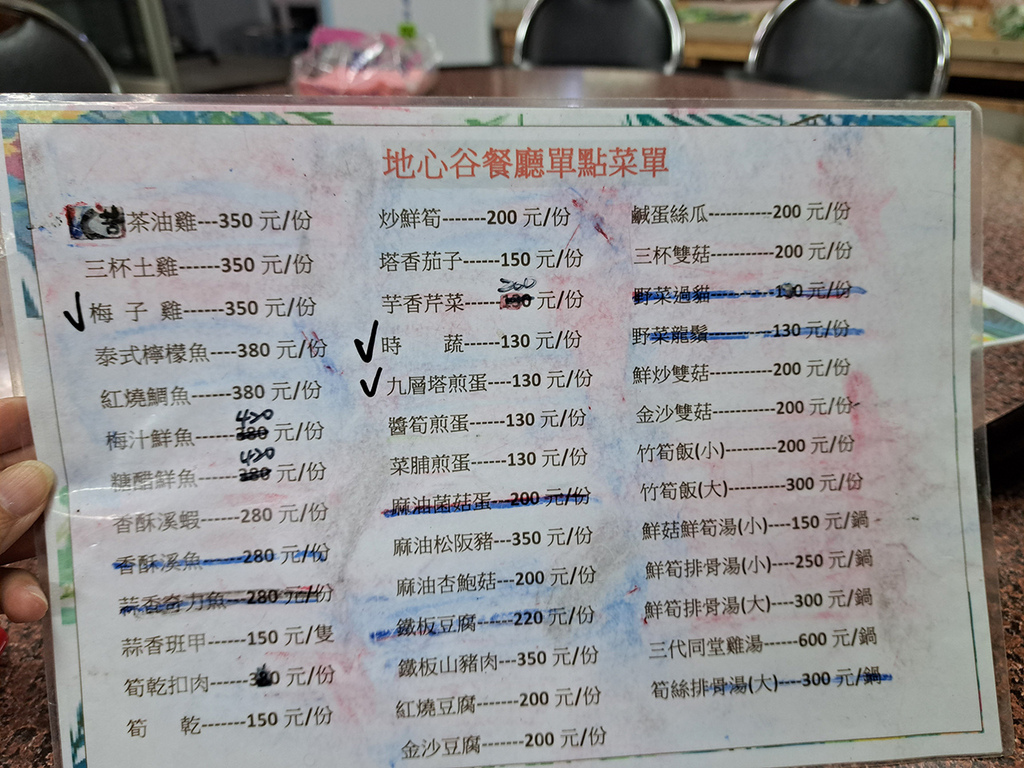 地心谷餐廳單點菜單
苦茶油雞---350 元/份
三杯土雞------350 元/份
梅 子 雞---350 元/份
泰式檸檬魚----380 元/份
紅燒鯛魚------380 元/份
梅汁鮮魚------380 420 元/份
糖醋鮮魚------380 420 元/份
香酥溪蝦------280 元/份
香酥溪魚------280 元/份
蒜香奇力魚---280 元/份
蒜香班甲------150 元/隻
筍乾扣肉------ 元/份
筍 乾-------150 元/份
炒鮮筍-------200 元/份
塔香茄子-----150 元/份
芋香芹菜------130 200 元/份
時 蔬------130 元/份
九層塔煎蛋---130 元/份
醬筍煎蛋-----130 元/份
菜脯煎蛋-----130 元/份
麻油菌菇蛋---200 元/份
麻油松阪豬---350 元/份
麻油杏鮑菇---200 元/份
鐵板豆腐-----220 元/份
鐵板山豬肉---350 元/份
紅燒豆腐------200 元/份
金沙豆腐------200 元/份
鹹蛋絲瓜-----------200 元/份
三杯雙菇----------200 元/份
野菜過貓----------130 元/份
野菜龍鬚----------130 元/份
鮮炒雙菇----------200 元/份
金沙雙菇----------200 元/份
竹筍飯(小)---------200 元/份
竹筍飯(大)---------300 元/份
鮮菇鮮筍湯(小)---150 元/鍋
鮮筍排骨湯(小)---250 元/鍋
鮮筍排骨湯(大)---300 元/鍋
三代同堂雞湯------600 元/鍋
筍絲排骨湯(大)----300 元/鍋